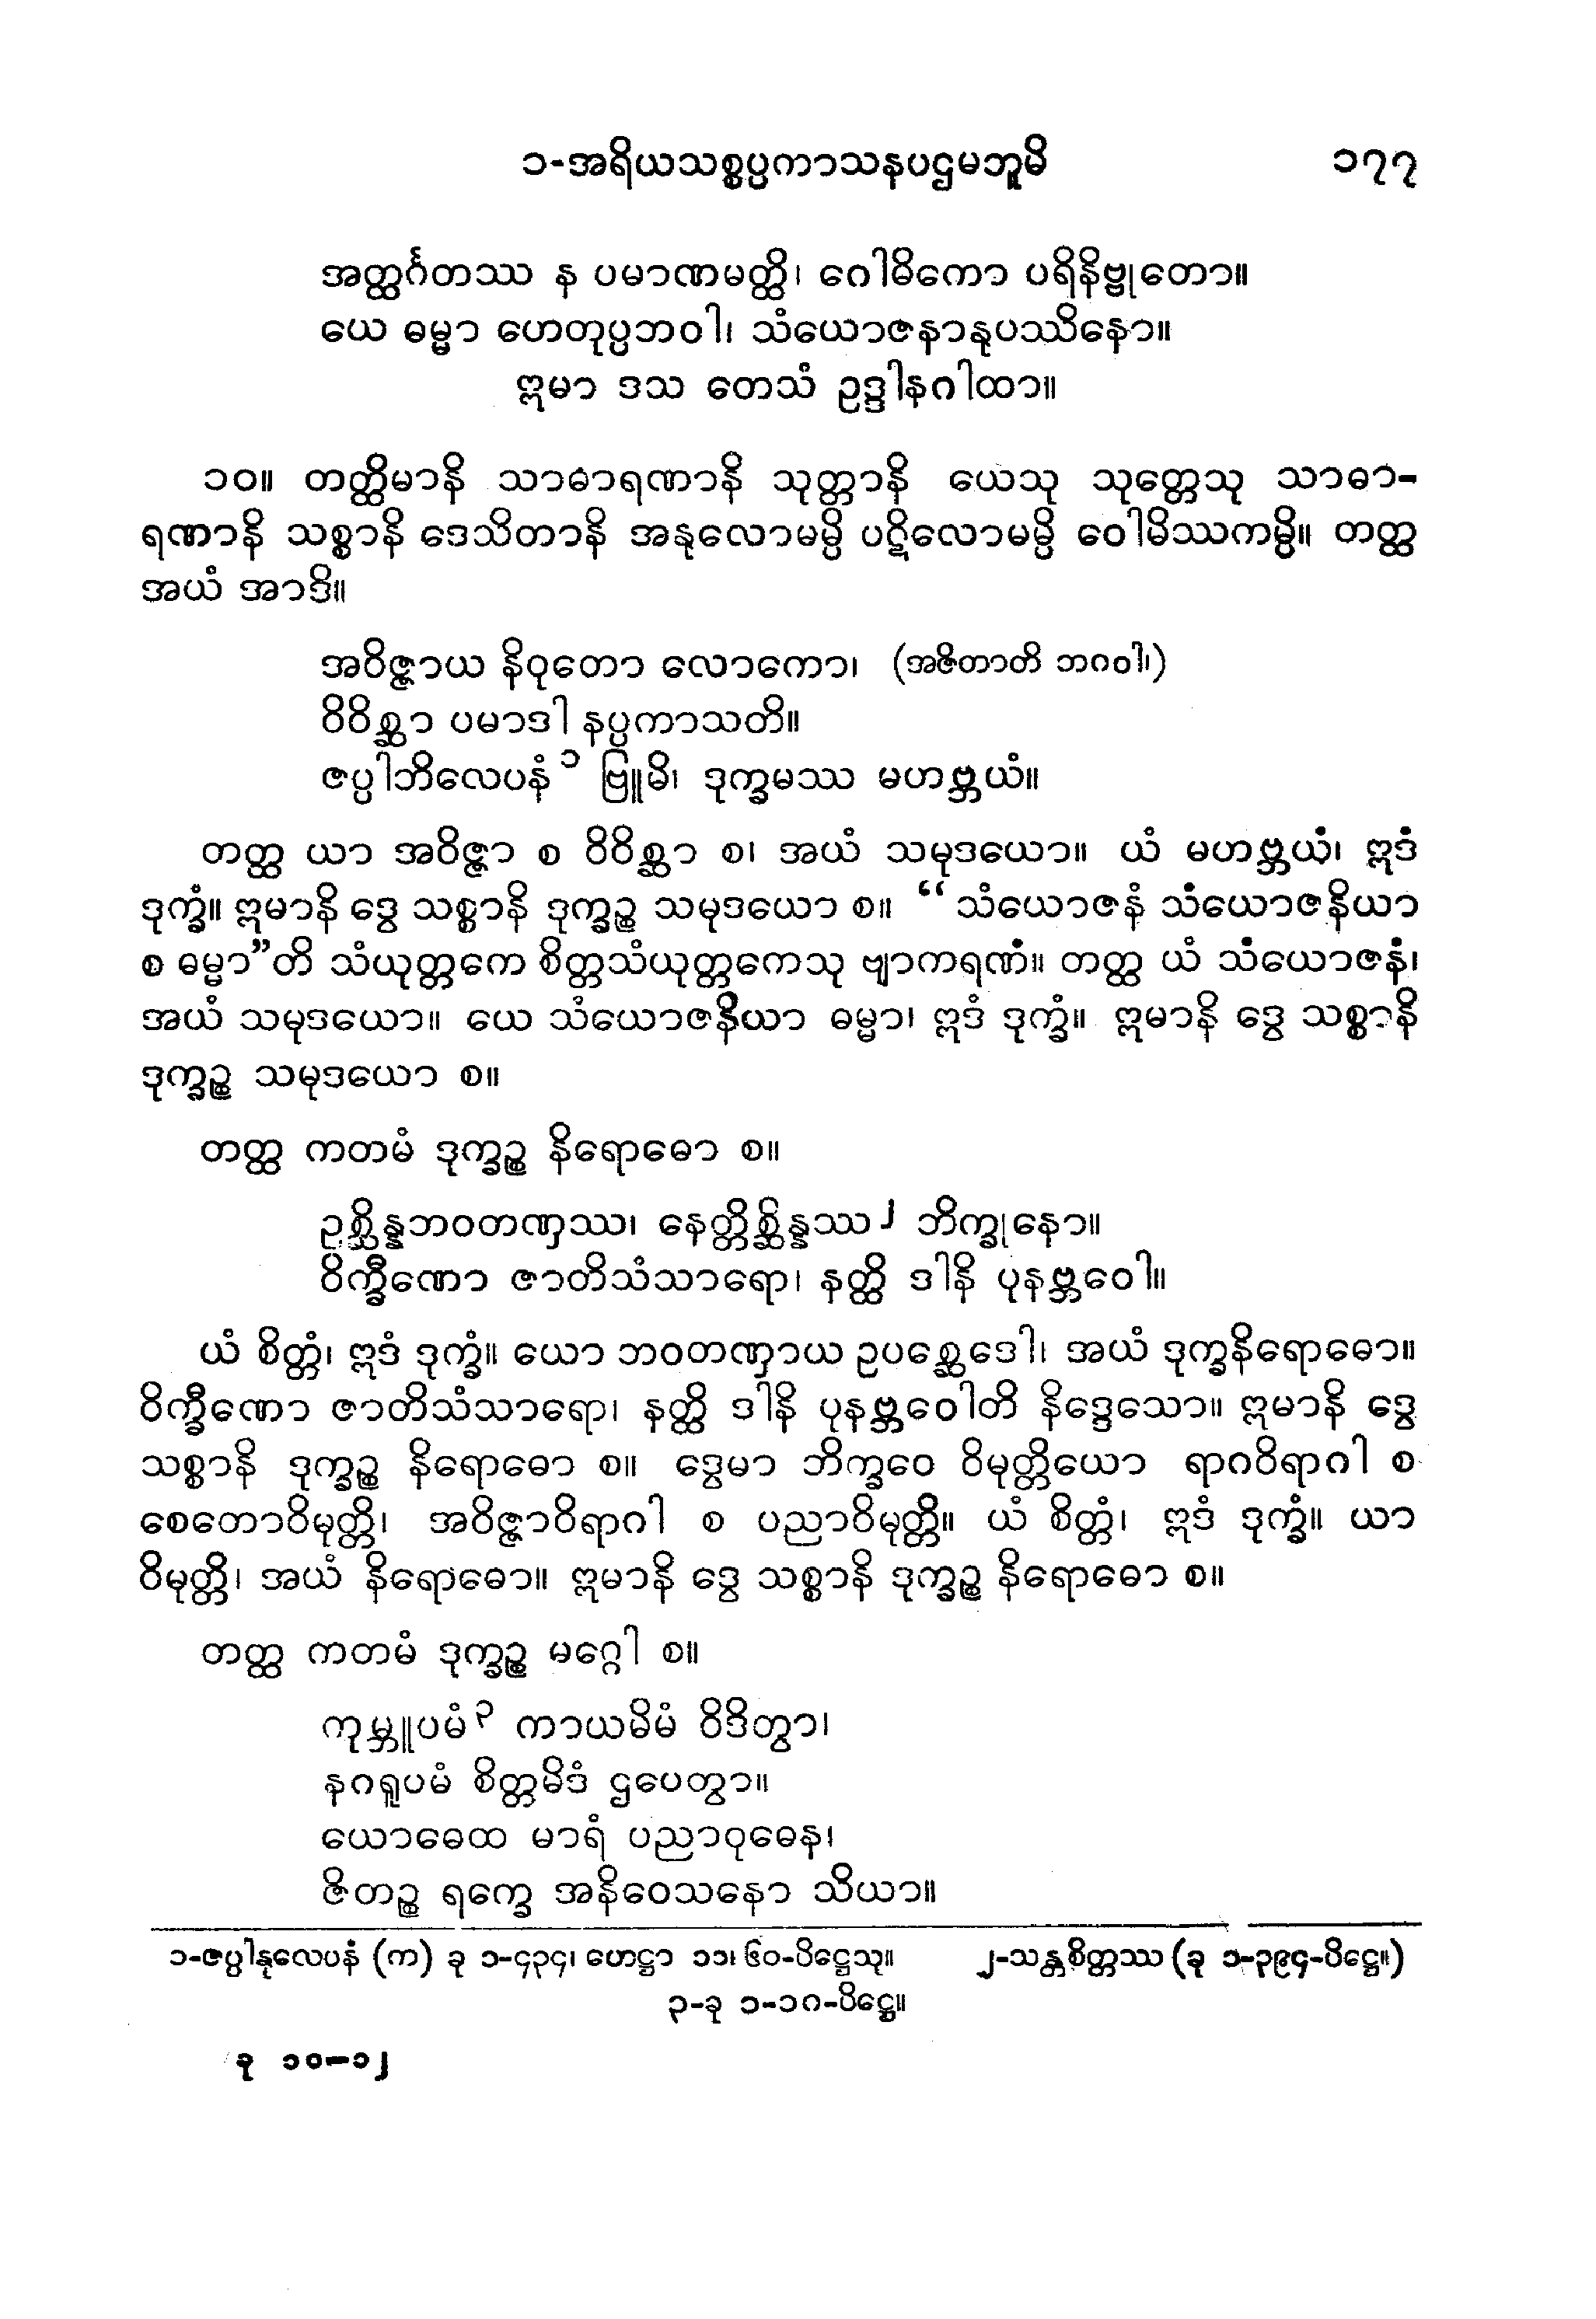 ၁-အရိယသစ္စပ္ပကာသနပဌမဘူမိ ၁၇၇
အတ္ထင်္ဂတဿ န ပမာဏမတ္ထိ၊ ဂေါဓိကော ပရိနိဗ္ဗုတော။
ယေ ဓမ္မာ ဟေတုပ္ပဘဝါ၊ သံယောဇနာနုပဿိနော။
ဣမာ ဒသ တေသံ ဥဒ္ဒါနဂါထာ။
၁၀။ တတ္ထိမာနိ သာဓာရဏာနိ သုတ္တာနိ ယေသု သုတ္တေသု သာဓာ-
ရဏာနိ သစ္စာနိ ဒေသိတာနိ အနုလောမမ္ပိ ပဋိလောမမ္ပိ ဝေါမိဿကမ္ပိ။ တတ္ထ
အယံ အာဒိ။
အဝိဇ္ဇာယ နိဝုတော လောကော၊ (အဇိတာတိ ဘဂဝါ၊)
ဝိဝိစ္ဆာ ပမာဒါ နပ္ပကာသတိ။
ဇပ္ပါဘိလေပနံ ၁ ဗြူမိ၊ ဒုက္ခမဿ မဟဗ္ဘယံ။
တတ္ထ ယာ အဝိဇ္ဇာ စ ဝိဝိစ္ဆာ စ၊ အယံ သမုဒယော။ ယံ မဟဗ္ဘယံ၊ ဣဒံ
ဒုက္ခံ။ ဣမာနိ ဒွေ သစ္စာနိ ဒုက္ခဉ္စ သမုဒယော စ။ “ သံယောဇနံ သံယောဇနိယာ
စ ဓမ္မာ”တိ သံယုတ္တကေ စိတ္တသံယုတ္တကေသု ဗျာကရဏံ။ တတ္ထ ယံ သံယောဇနံ၊
အယံ သမုဒယော။ ယေ သံယောဇနိယာ ဓမ္မာ၊ ဣဒံ ဒုက္ခံ။ ဣမာနိ ဒွေ သစ္စာနိ
ဒုက္ခဉ္စ သမုဒယော စ။
တတ္ထ ကတမံ ဒုက္ခဉ္စ နိရောဓော စ။
ဥစ္ဆိန္နဘဝတဏှဿ၊ နေတ္တိစ္ဆိန္နဿ ၂ ဘိက္ခုနော။
ဝိက္ခီဏော ဇာတိသံသာရော၊ နတ္ထိ ဒါနိ ပုနဗ္ဘဝေါ။
ယံ စိတ္တံ၊ ဣဒံ ဒုက္ခံ။ ယော ဘဝတဏှာယ ဥပစ္ဆေဒေါ၊ အယံ ဒုက္ခနိရောဓော။
ဝိက္ခီဏော ဇာတိသံသာရော၊ နတ္ထိ ဒါနိ ပုနဗ္ဘဝေါတိ နိဒ္ဒေသော။ ဣမာနိ ဒွေ
သစ္စာနိ ဒုက္ခဉ္စ နိရောဓော စ။ ဒွေမာ ဘိက္ခဝေ ဝိမုတ္တိယော ရာဂဝိရာဂါ စ
စေတောဝိမုတ္တိ၊ အဝိဇ္ဇာဝိရာဂါ စ ပညာဝိမုတ္တိ။ ယံ စိတ္တံ၊ ဣဒံ ဒုက္ခံ။ ယာ
ဝိမုတ္တိ၊ အယံ နိရောဓော။ ဣမာနိ ဒွေ သစ္စာနိ ဒုက္ခဉ္စ နိရောဓော စ။
တတ္ထ ကတမံ ဒုက္ခဉ္စ မဂ္ဂေါ စ။
ကုမ္ဘူပမံ ၃ ကာယမိမံ ဝိဒိတွာ၊
နဂရူပမံ စိတ္တမိဒံ ဌပေတွာ။
ယောဓေထ မာရံ ပညာဝုဓေန၊
ဇိတဉ္စ ရက္ခေ အနိဝေသနော သိယာ။
၁-ဇပ္ပါနုလေပနံ (က) ခု ၁-၄၃၄၊ ဟေဋ္ဌာ ၁၁၊ ၆၀-ပိဋ္ဌေသု။ ၂-သန္တစိတ္တဿ (ခု ၁-၃၉၄-ပိဋ္ဌေ။)
၃-ခု ၁-၁၈-ပိဋ္ဌေ။
ခု ၁၀-၁၂